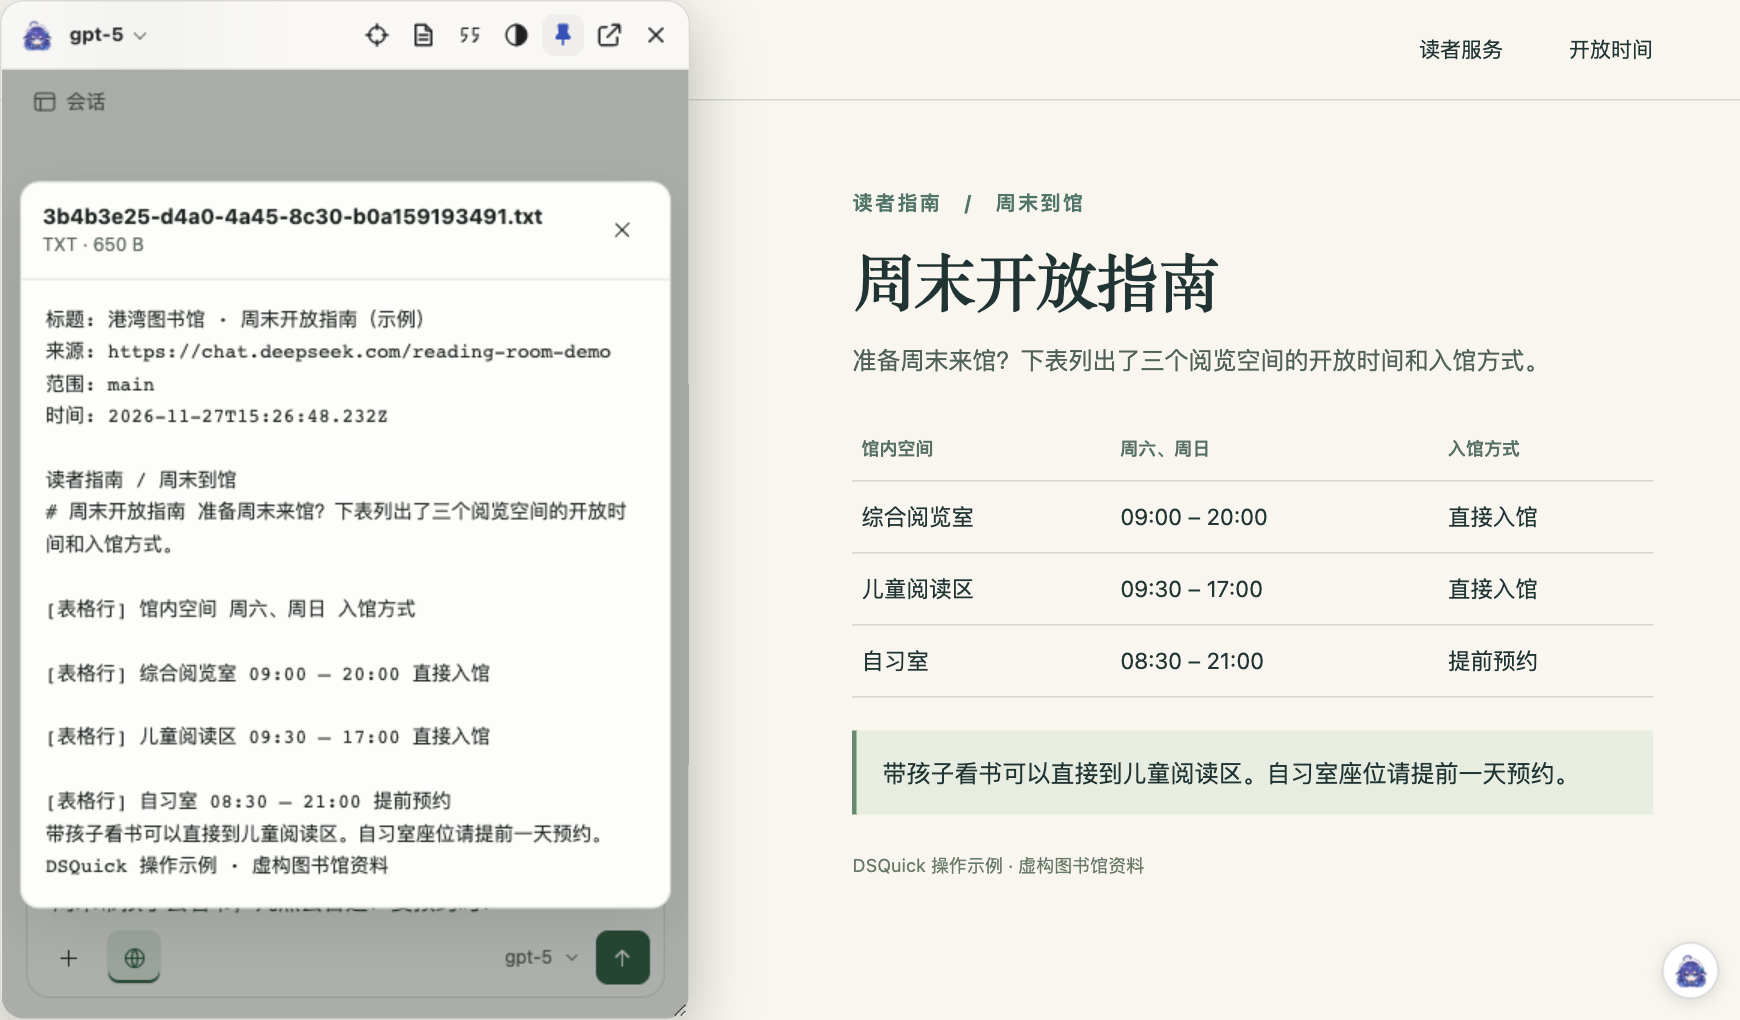 gpt-5
会话
3b4b3e25-d4a0-4a45-8c30-b0a159193491.txt
TXT · 650 B
标题: 港湾图书馆 · 周末开放指南（示例）
来源: https://chat.deepseek.com/reading-room-demo
范围: main
时间: 2026-11-27T15:26:48.232Z
读者指南 / 周末到馆
# 周末开放指南 准备周末来馆？下表列出了三个阅览空间的开放时
间和入馆方式。
[表格行] 馆内空间 周六、周日 入馆方式
[表格行] 综合阅览室 09:00 – 20:00 直接入馆
[表格行] 儿童阅读区 09:30 – 17:00 直接入馆
[表格行] 自习室 08:30 – 21:00 提前预约
带孩子看书可以直接到儿童阅读区。自习室座位请提前一天预约。
DSQuick 操作示例 · 虚构图书馆资料
gpt-5
读者服务 开放时间
读者指南 / 周末到馆
周末开放指南
准备周末来馆？下表列出了三个阅览空间的开放时间和入馆方式。
馆内空间 周六、周日 入馆方式
综合阅览室 09:00 – 20:00 直接入馆
儿童阅读区 09:30 – 17:00 直接入馆
自习室 08:30 – 21:00 提前预约
带孩子看书可以直接到儿童阅读区。自习室座位请提前一天预约。
DSQuick 操作示例 · 虚构图书馆资料